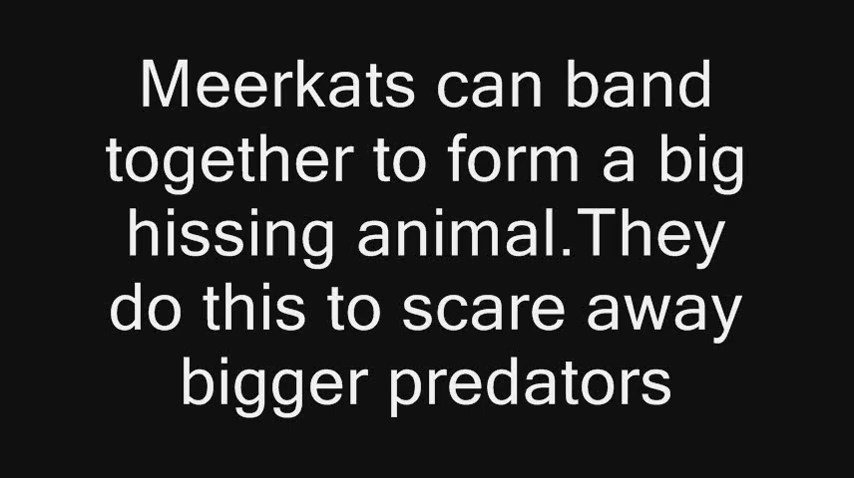 Meerkats can band
together to form a big
hissing animal.They
do this to scare away
bigger predators